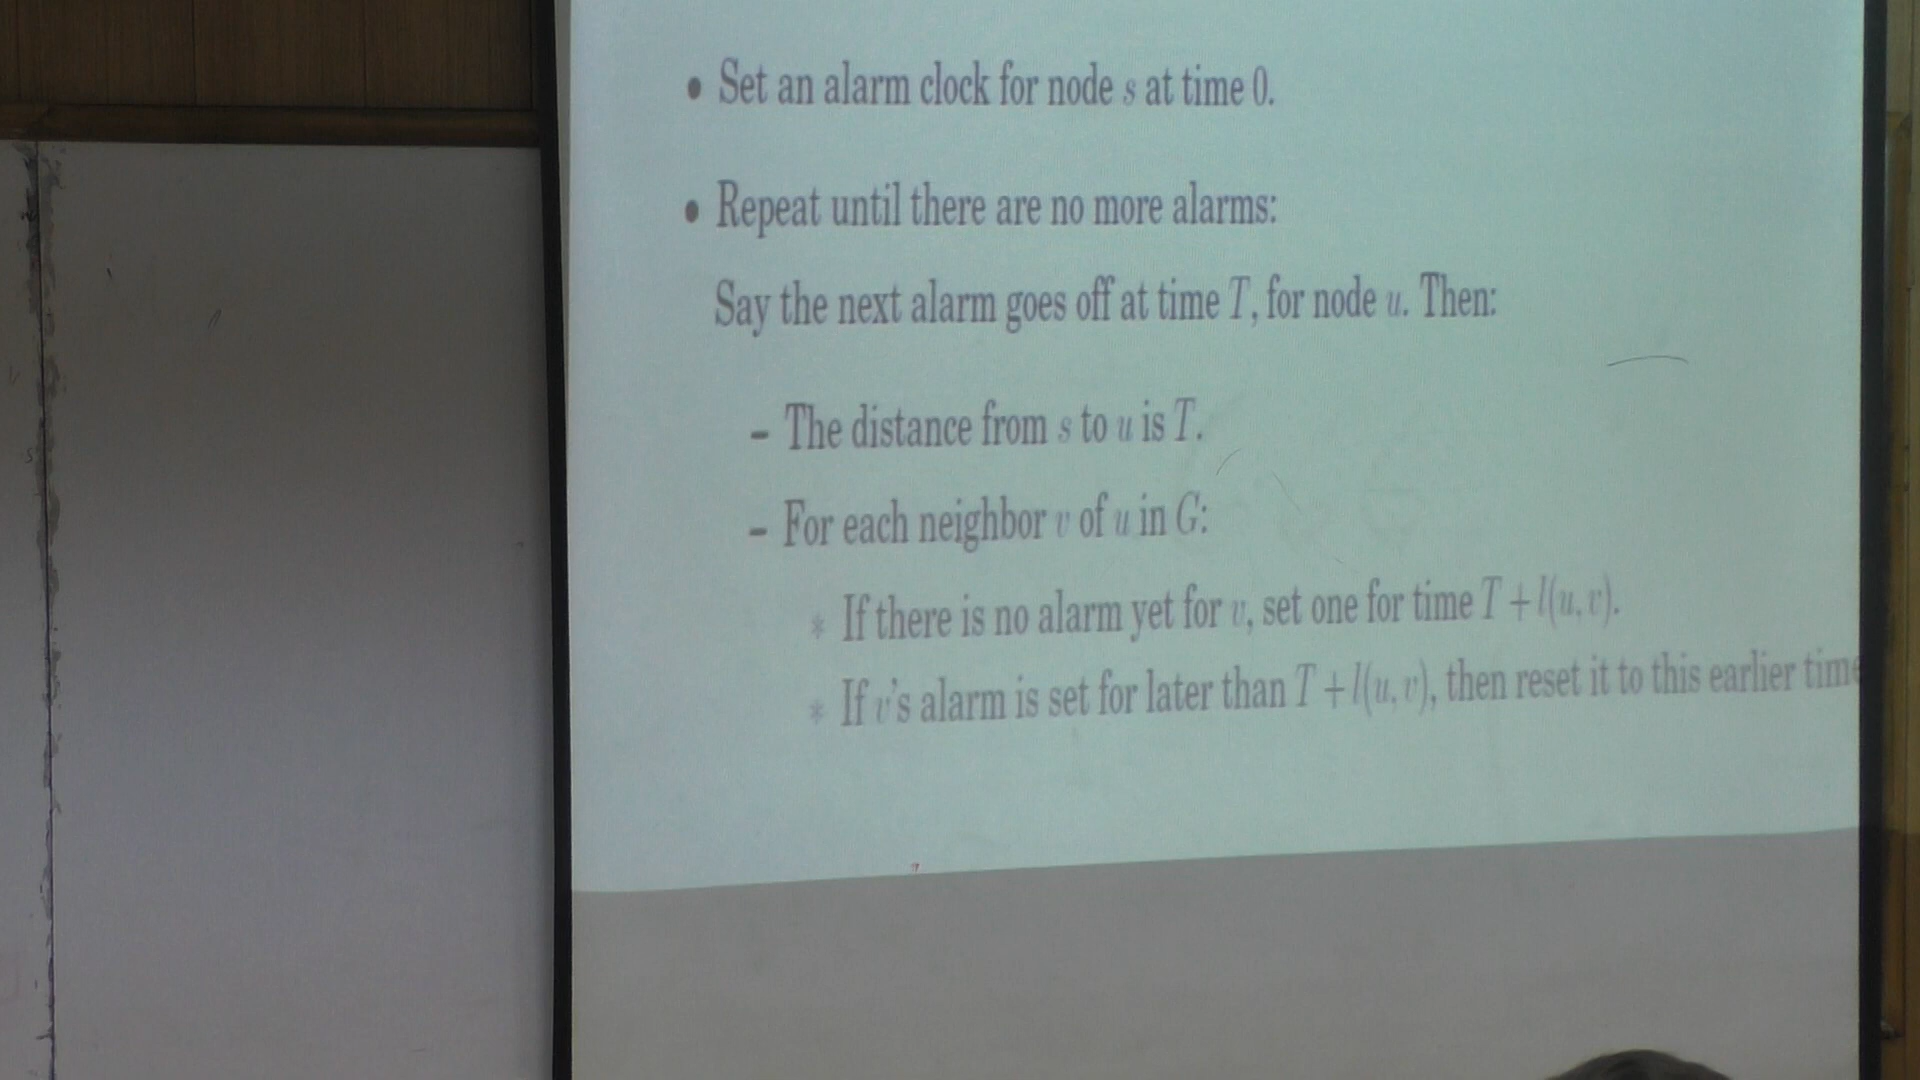 • Set an alarm clock for node s at time 0.
• Repeat until there are no more alarms:
Say the next alarm goes off at time T, for node u. Then:
– The distance from s to u is T.
– For each neighbor v of u in G:
* If there is no alarm yet for v, set one for time T + l(u, v).
* If v's alarm is set for later than T + l(u, v), then reset it to this earlier time